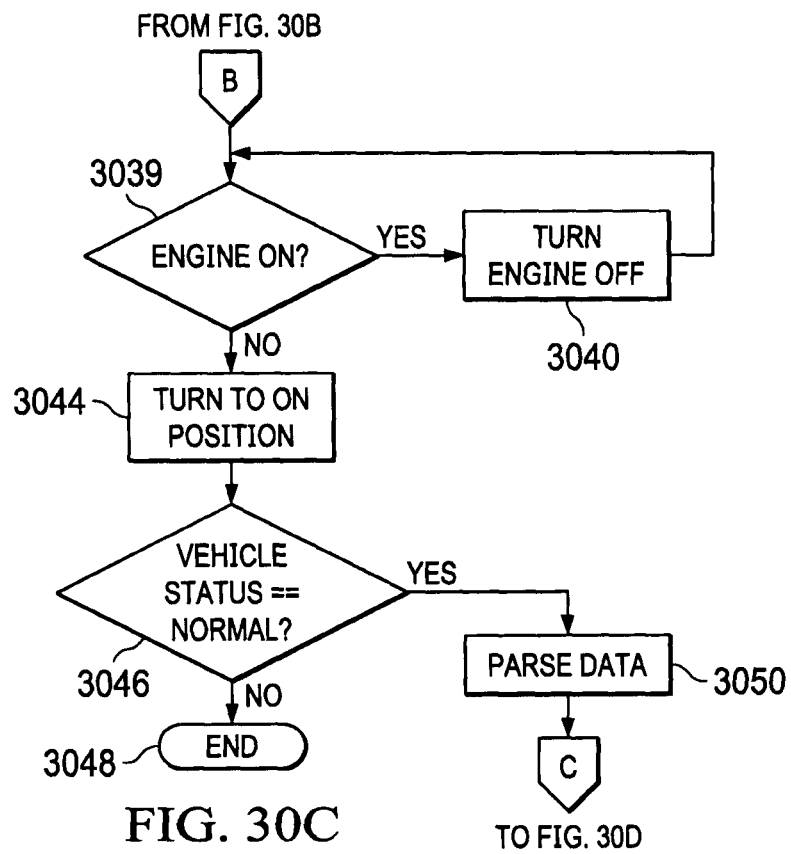 FROM FIG. 30B
B
3039
ENGINE ON?
YES
TURN
ENGINE OFF
3040
NO
3044
TURN TO ON
POSITION
VEHICLE
STATUS ==
NORMAL?
YES
3046
NO
PARSE DATA
3050
END
3048
C
FIG. 30C
TO FIG. 30D